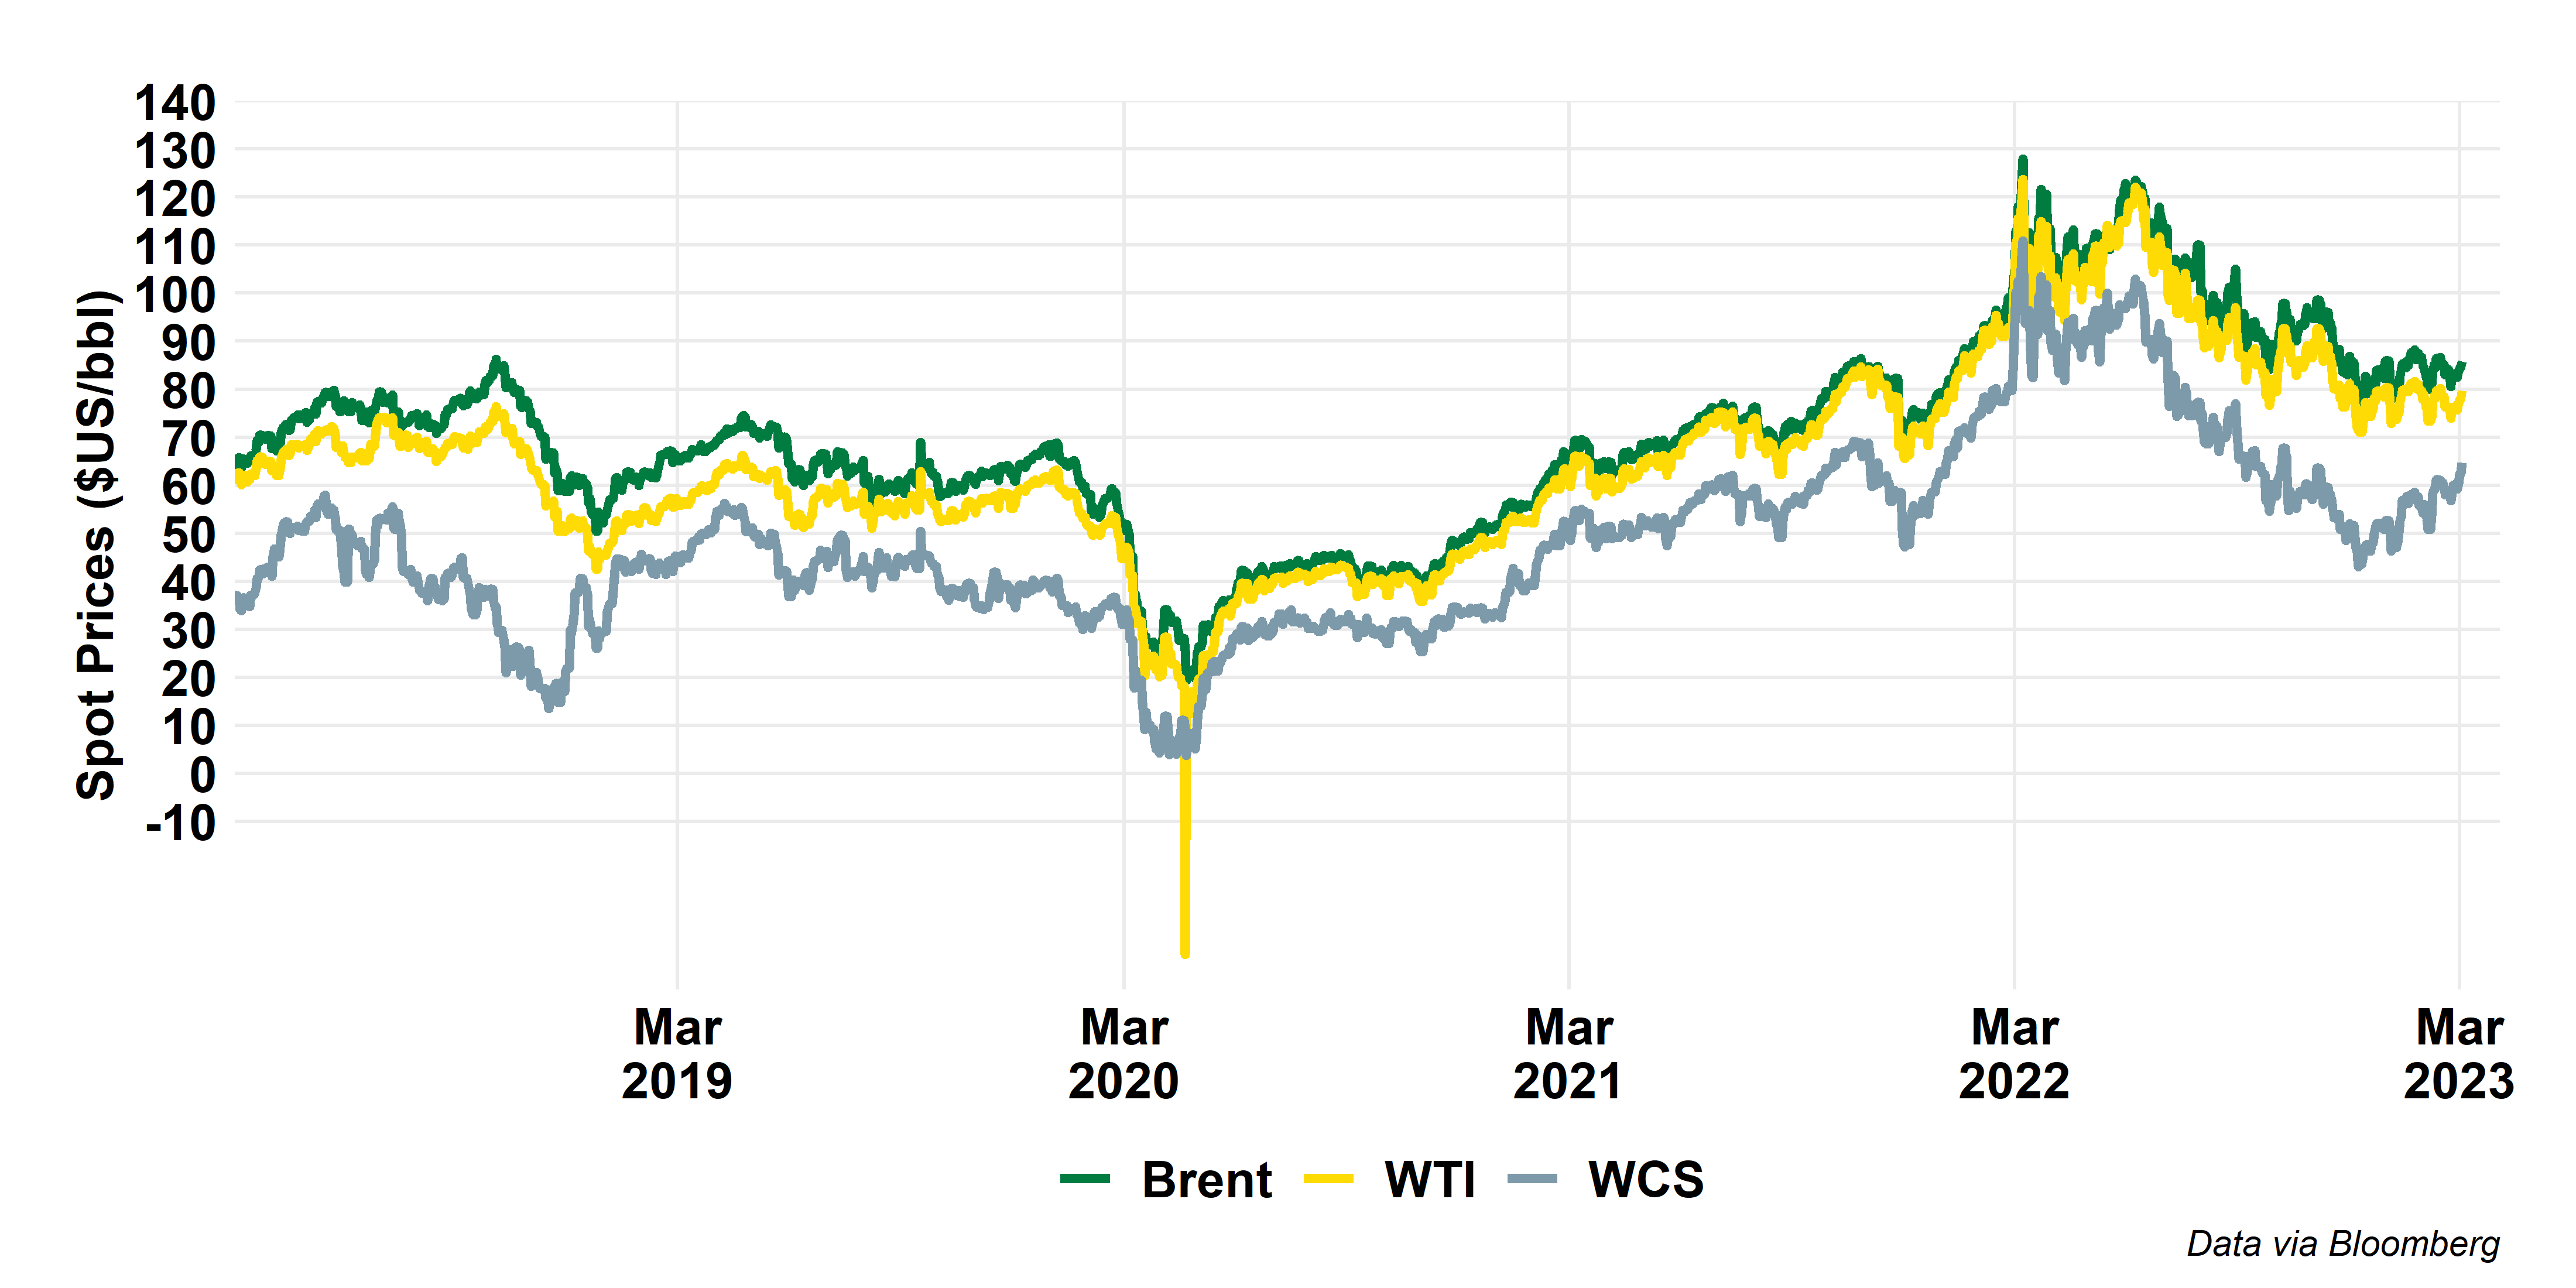 140
130
120
110
100
90
80
70
60
50
40
30
20
10
0
-10
Spot Prices ($US/bbl)
Mar
2019
Mar
2020
Mar
2021
Mar
2022
Mar
2023
Brent
WTI
WCS
Data via Bloomberg